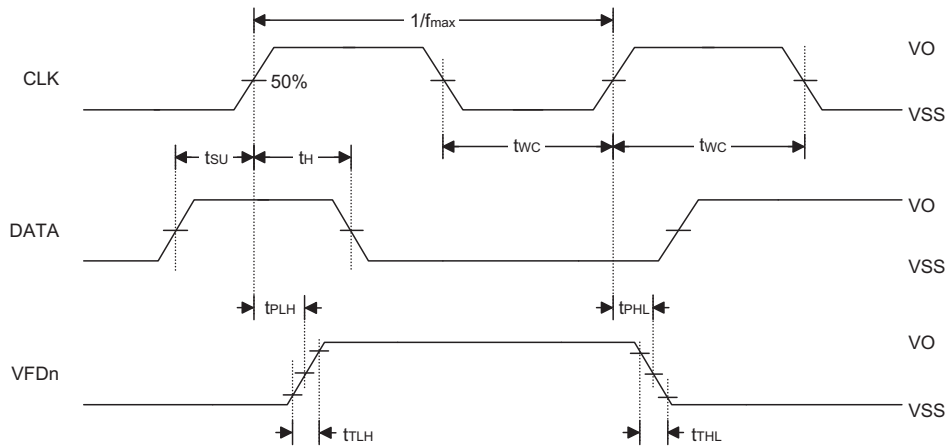 1/fmax
CLK
50%
VO
VSS
tSU
tH
tWC
tWC
DATA
VO
VSS
tPLH
tPHL
VFDn
VO
VSS
tTLH
tTHL